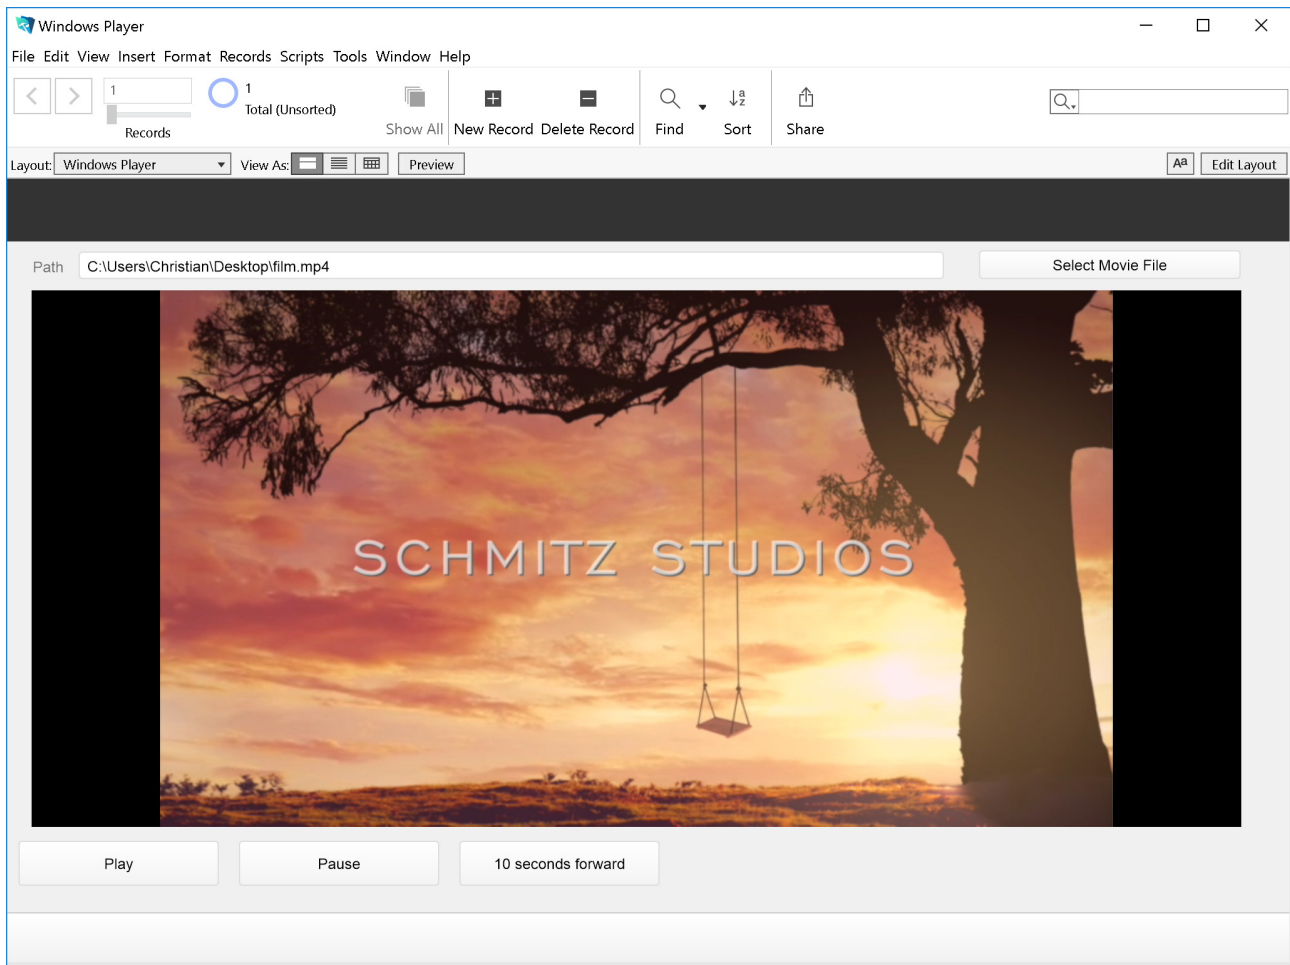 Windows Player
File Edit View Insert Format Records Scripts Tools Window Help
1
Records
1
Total (Unsorted)
Show All
New Record
Delete Record
Find
Sort
Share
Layout: Windows Player
View As:
Preview
Aa
Edit Layout
Path
C:\Users\Christian\Desktop\film.mp4
Select Movie File
SCHMITZ STUDIOS
Play
Pause
10 seconds forward